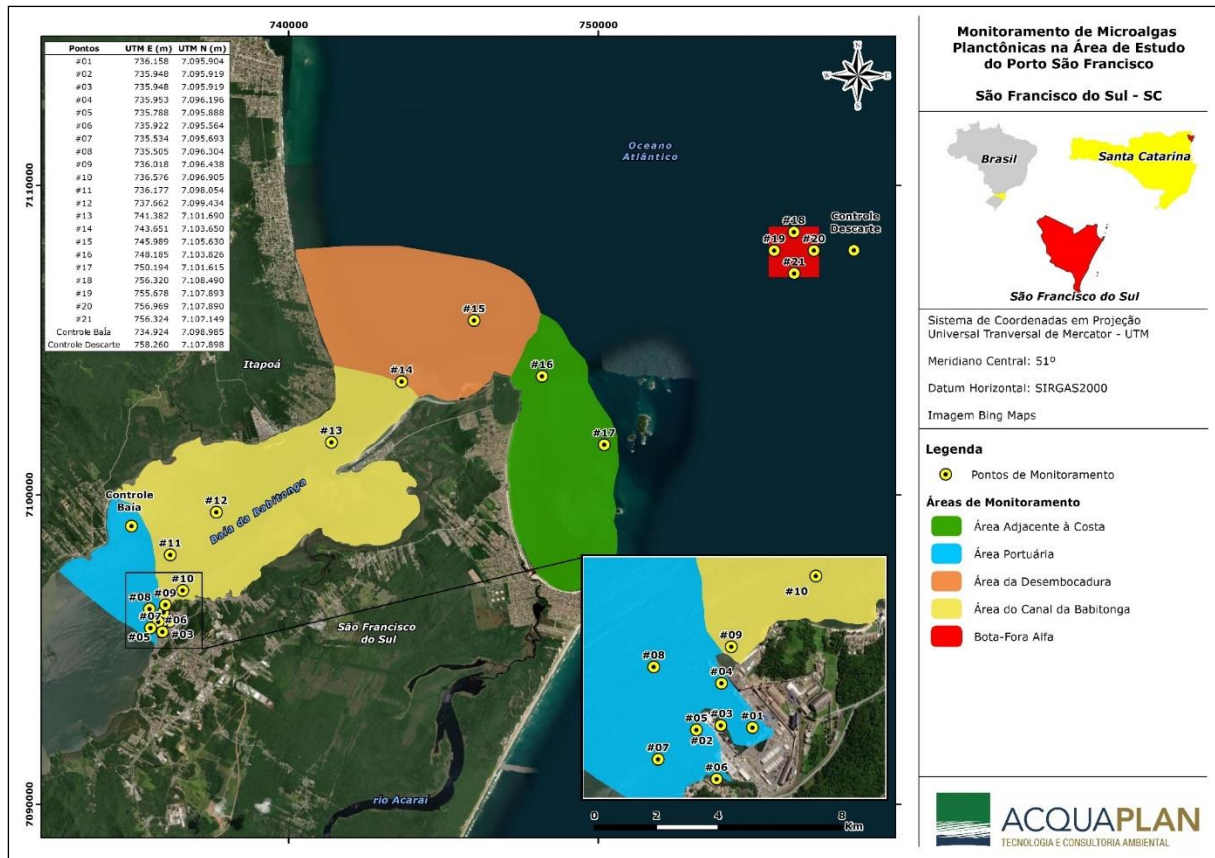 740000
750000
7110000
7100000
7090000
Pontos UTM E (m) UTM N (m)
#01 736.158 7.095.904
#02 735.948 7.095.919
#03 735.948 7.095.919
#04 735.953 7.096.196
#05 735.788 7.095.888
#06 735.922 7.095.564
#07 735.534 7.095.693
#08 735.505 7.096.304
#09 736.018 7.096.438
#10 736.576 7.096.905
#11 736.177 7.098.054
#12 737.662 7.099.434
#13 741.382 7.101.690
#14 743.651 7.103.650
#15 745.989 7.105.630
#16 748.185 7.103.826
#17 750.194 7.101.615
#18 756.320 7.108.490
#19 755.678 7.107.893
#20 756.969 7.107.890
#21 756.324 7.107.149
Controle Baía 734.924 7.098.985
Controle Descarte 758.260 7.107.898
N
W E
S
Oceano
Atlântico
#18
Controle
Descarte
#19 #20
#21
#15
Itapoá
#14
#16
#13
#17
Controle
Baía
#12
Baía da Babitonga
#11
#10
#08 #09
#07 #06
#05 #03
São Francisco
do Sul
rio Acaraí
#10
#09
#08
#04
#03 #01
#05
#02
#07
#06
0 2 4 8
Km
Monitoramento de Microalgas
Planctônicas na Área de Estudo
do Porto São Francisco
São Francisco do Sul - SC
Brasil
Santa Catarina
São Francisco do Sul
Sistema de Coordenadas em Projeção
Universal Tranversal de Mercator - UTM
Meridiano Central: 51º
Datum Horizontal: SIRGAS2000
Imagem Bing Maps
Legenda
Pontos de Monitoramento
Áreas de Monitoramento
Área Adjacente à Costa
Área Portuária
Área da Desembocadura
Área do Canal da Babitonga
Bota-Fora Alfa
ACQUAPLAN
TECNOLOGIA E CONSULTORIA AMBIENTAL